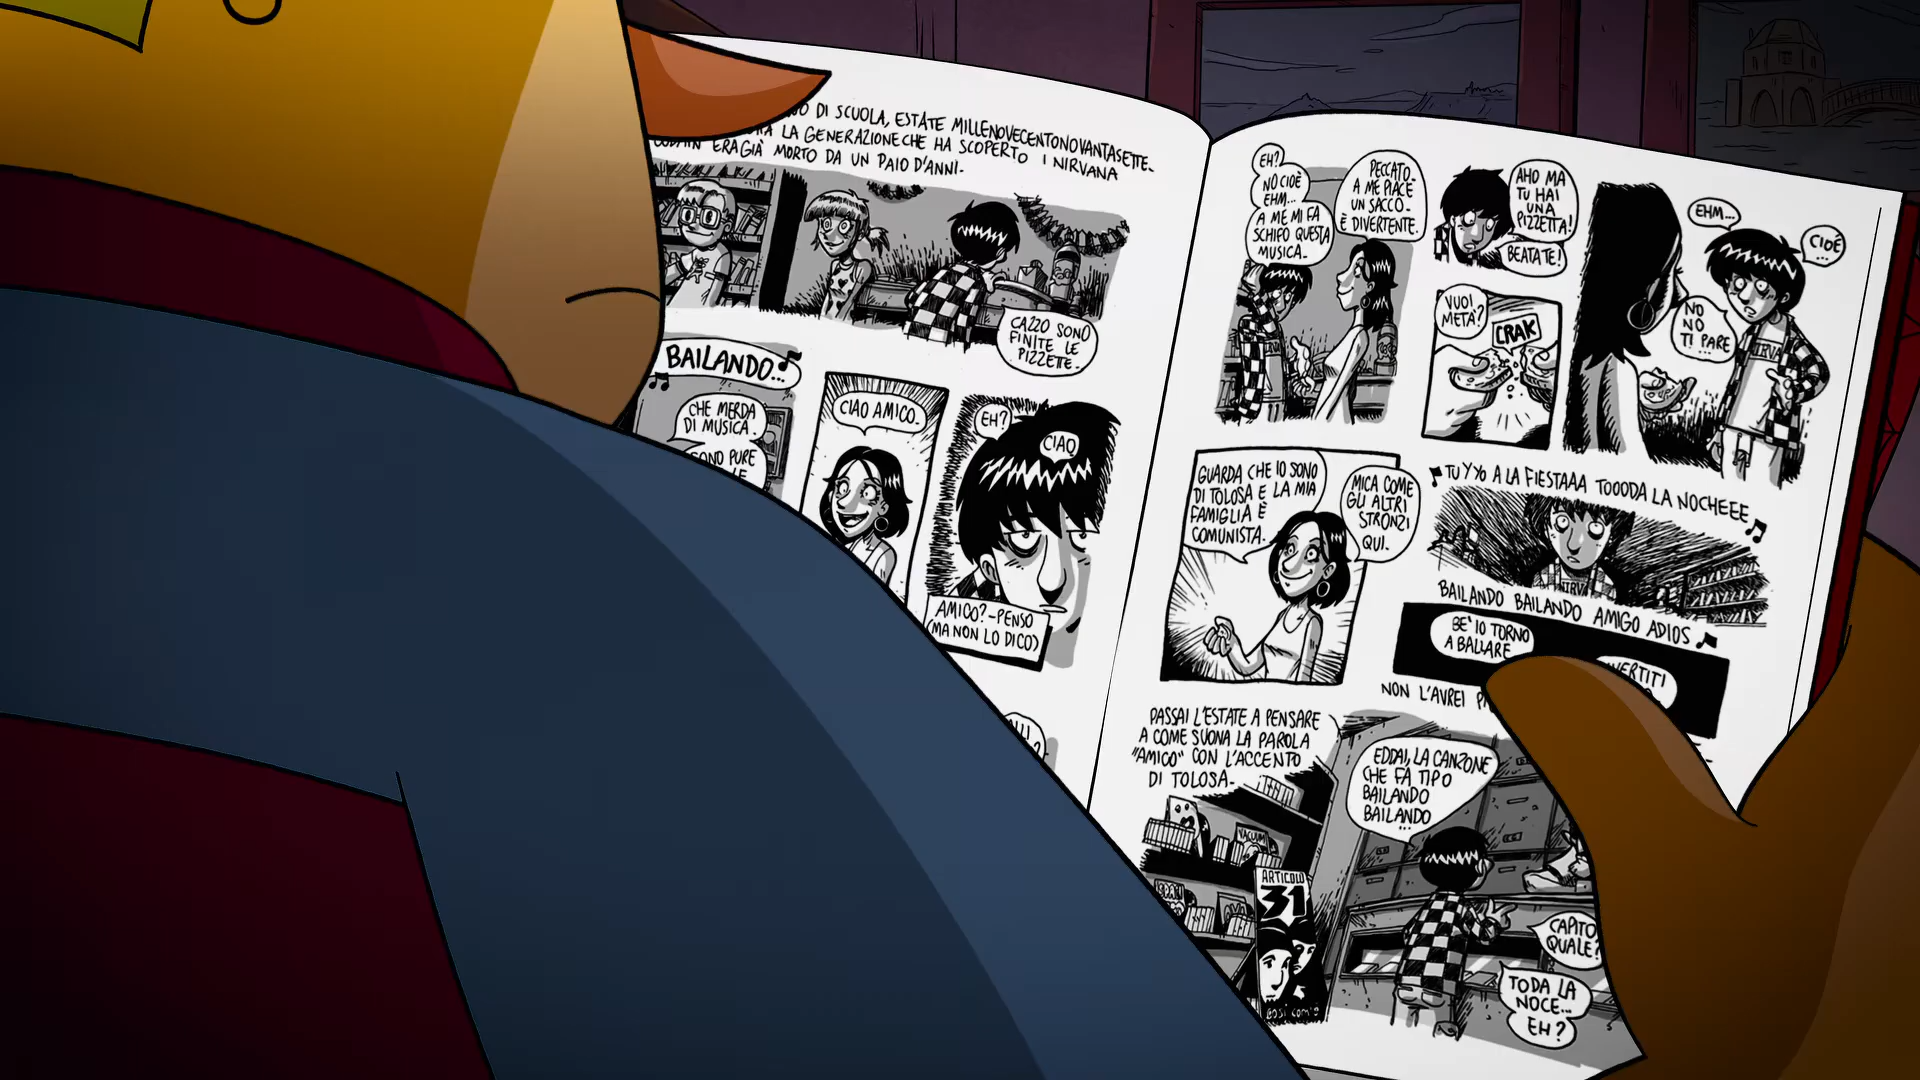 DI SCUOLA, ESTATE MILLENOVECENTONOVANTASETTE.
LA GENERAZIONE CHE HA SCOPERTO I NIRVANA
ERA GIÀ MORTO DA UN PAIO D'ANNI.
CAZZO SONO
FINITE LE
PIZZETTE.
BAILANDO...
CHE MERDA
DI MUSICA.
SONO PURE
LE
CIAO AMICO.
EH?
CIAO
AMICO? - PENSO
(MA NON LO DICO)
EH?
NO CIOÈ
EHM...
A ME MI FA
SCHIFO QUESTA
MUSICA.
PECCATO.
A ME PIACE
UN SACCO.
È DIVERTENTE.
AHO MA
TU HAI
UNA
PIZZETTA!
BEATA TE!
VUOI
METÀ?
CRAK
EHM...
CIOÈ
...
NO
NO
TI PARE
...
GUARDA CHE IO SONO
DI TOLOSA E LA MIA
FAMIGLIA È
COMUNISTA.
MICA COME
GLI ALTRI
STRONZI
QUI.
TU Y YO A LA FIESTAAA TOOODA LA NOCHEEE
BAILANDO BAILANDO AMIGO ADIOS
BE' IO TORNO
A BALLARE
NON L'AVREI
PASSAI L'ESTATE A PENSARE
A COME SUONA LA PAROLA
"AMICO" CON L'ACCENTO
DI TOLOSA.
EDDAI, LA CANZONE
CHE FA TIPO
BAILANDO
BAILANDO
...
VACUUM
ARTICOLO
31
COSÌ COM'È
CAPITO
QUALE?
TODA LA
NOCE...
EH?